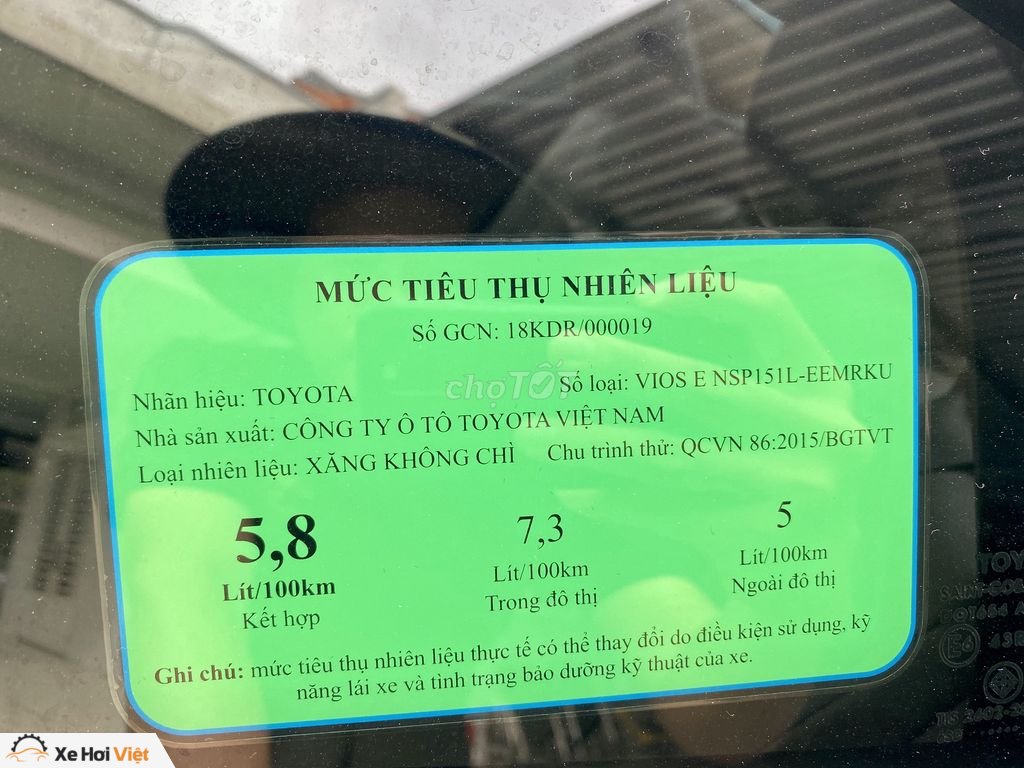 MỨC TIÊU THỤ NHIÊN LIỆU
Số GCN: 18KDR/000019
Nhãn hiệu: TOYOTA
Số loại: VIOS E NSP151L-EEMRKU
chợTỐT
Nhà sản xuất: CÔNG TY Ô TÔ TOYOTA VIỆT NAM
Loại nhiên liệu: XĂNG KHÔNG CHÌ
Chu trình thử: QCVN 86:2015/BGTVT
5,8
Lít/100km
Kết hợp
7,3
Lít/100km
Trong đô thị
5
Lít/100km
Ngoài đô thị
Ghi chú: mức tiêu thụ nhiên liệu thực tế có thể thay đổi do điều kiện sử dụng, kỹ
năng lái xe và tình trạng bảo dưỡng kỹ thuật của xe.
Xe Hơi Việt